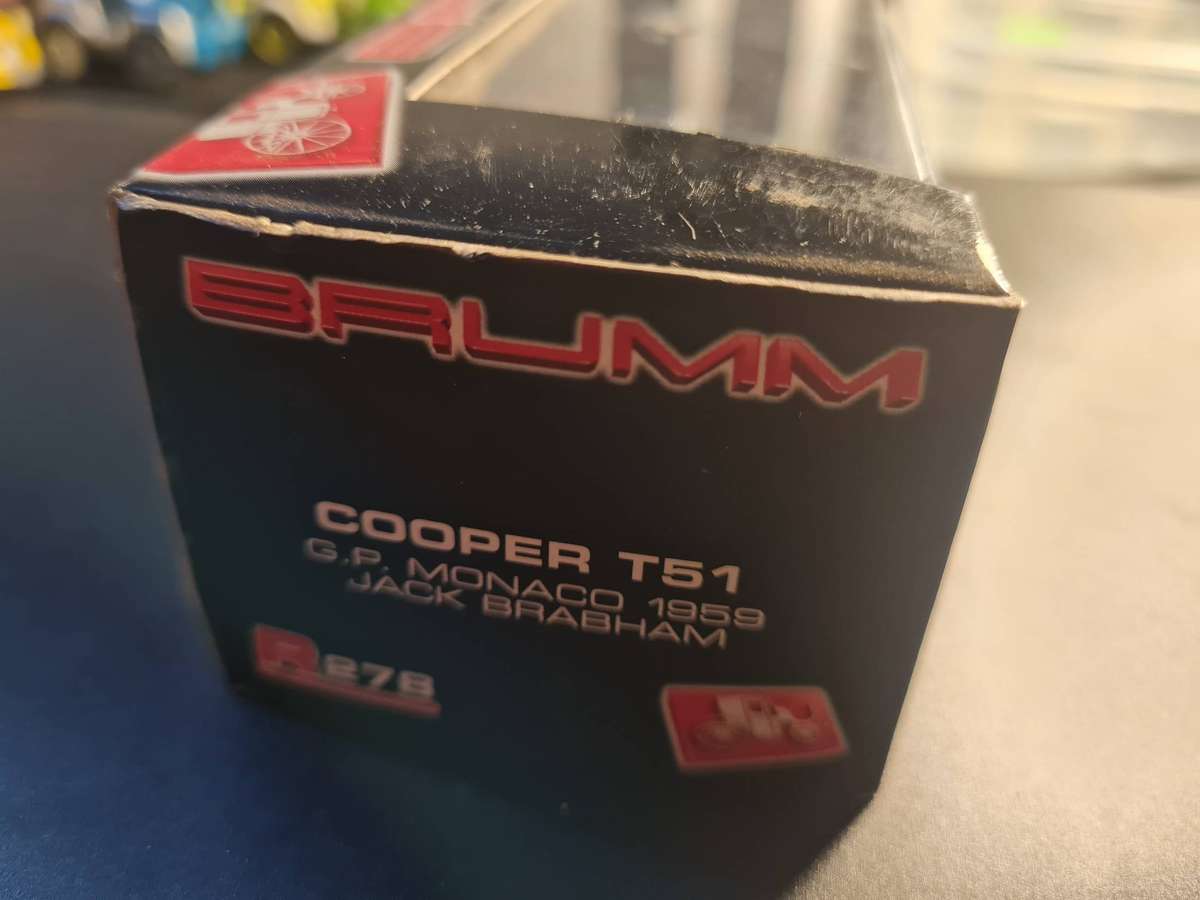 BRUMM
COOPER T51
G.P. MONACO 1959
JACK BRABHAM
R278